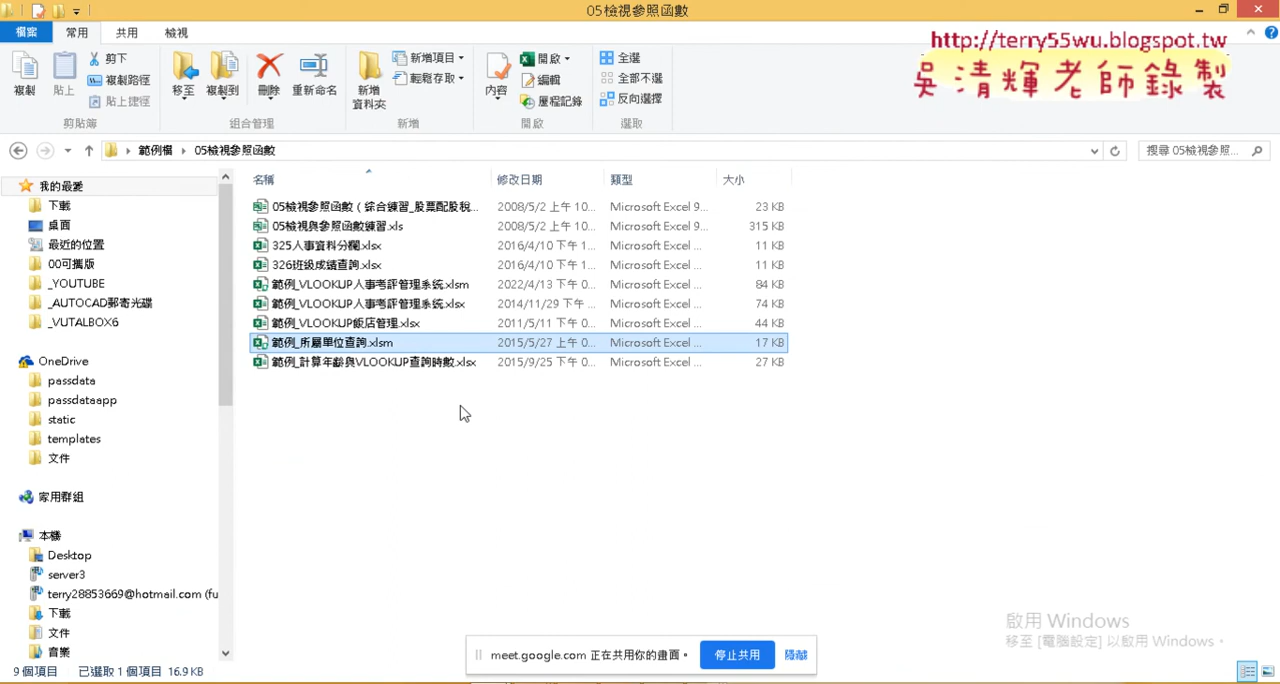 05檢視參照函數
檔案 常用 共用 檢視
http://terry55wu.blogspot.tw
吳清輝老師錄製
複製 貼上 剪下 複製路徑 貼上捷徑 剪貼簿
移至 複製到 刪除 重新命名 組合管理
新增資料夾 新增項目 輕鬆存取 新增
內容 開啟 編輯 歷程記錄 開啟
全選 全部不選 反向選擇 選取
範例檔 05檢視參照函數
搜尋 05檢視參照...
名稱 修改日期 類型 大小
05檢視參照函數（綜合練習_股票配股稅... 2008/5/2 上午 10... Microsoft Excel 9... 23 KB
05檢視與參照函數練習.xls 2008/5/2 上午 10... Microsoft Excel 9... 315 KB
325人事資料分欄.xlsx 2016/4/10 下午 1... Microsoft Excel ... 11 KB
326班級成績查詢.xlsx 2016/4/10 下午 1... Microsoft Excel ... 11 KB
範例_VLOOKUP人事考評管理系統.xlsm 2022/4/13 下午 0... Microsoft Excel ... 84 KB
範例_VLOOKUP人事考評管理系統.xlsx 2014/11/29 下午 ... Microsoft Excel ... 74 KB
範例_VLOOKUP飯店管理.xlsx 2011/5/11 下午 0... Microsoft Excel ... 44 KB
範例_所屬單位查詢.xlsm 2015/5/27 上午 0... Microsoft Excel ... 17 KB
範例_計算年齡與VLOOKUP查詢時數.xlsx 2015/9/25 下午 0... Microsoft Excel ... 27 KB
我的最愛
下載
桌面
最近的位置
00可攜版
_YOUTUBE
_AUTOCAD郵寄光碟
_VUTALBOX6
OneDrive
passdata
passdataapp
static
templates
文件
家用群組
本機
Desktop
server3
terry28853669@hotmail.com (fu
下載
文件
音樂
啟用 Windows
移至 [電腦設定] 以啟用 Windows。
meet.google.com 正在共用你的畫面。 停止共用 隱藏
9 個項目 已選取 1 個項目 16.9 KB